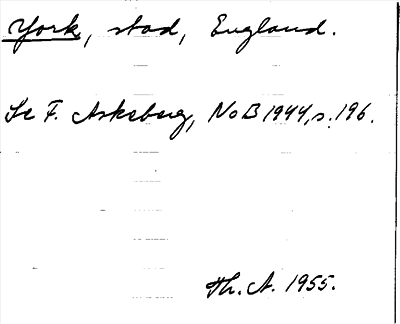 York, stad, England.
Se F. Askeberg, NoB 1944, s. 196.
Th. A. 1955.